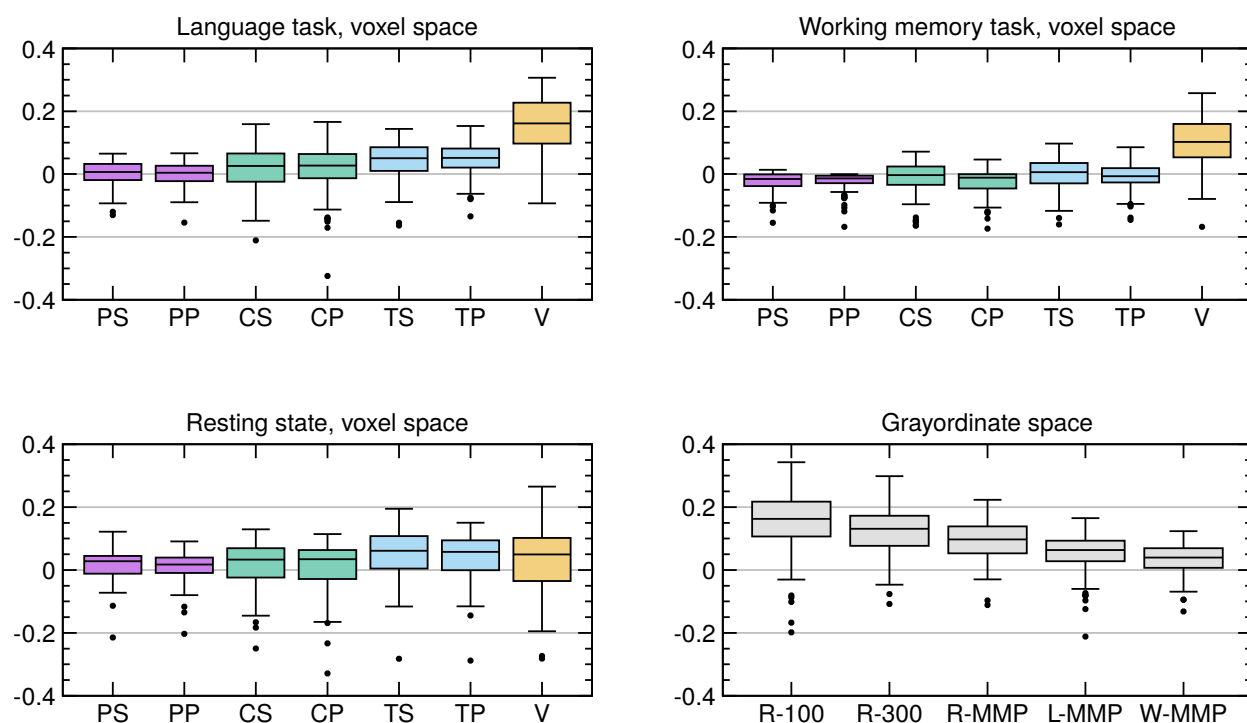 Language task, voxel space
0.4
0.2
0
-0.2
-0.4
PS PP CS CP TS TP V
Working memory task, voxel space
0.4
0.2
0
-0.2
-0.4
PS PP CS CP TS TP V
Resting state, voxel space
0.4
0.2
0
-0.2
-0.4
PS PP CS CP TS TP V
Grayordinate space
0.4
0.2
0
-0.2
-0.4
R-100 R-300 R-MMP L-MMP W-MMP